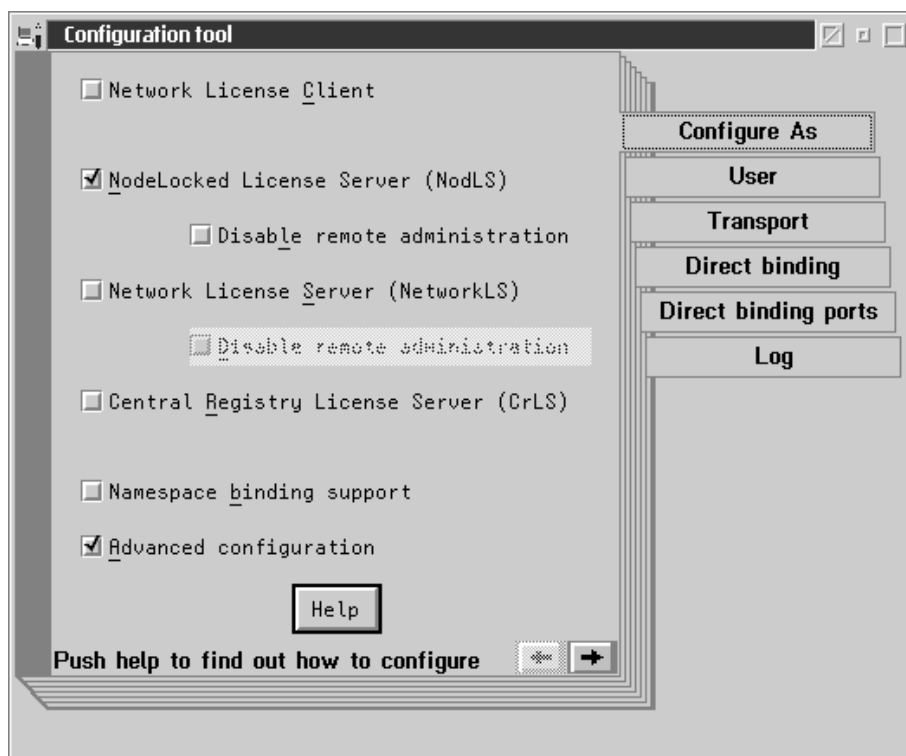 Configuration tool
Network License Client
NodeLocked License Server (NodLS)
Disable remote administration
Network License Server (NetworkLS)
Disable remote administration
Central Registry License Server (CrLS)
Namespace binding support
Advanced configuration
Help
Push help to find out how to configure
Configure As
User
Transport
Direct binding
Direct binding ports
Log